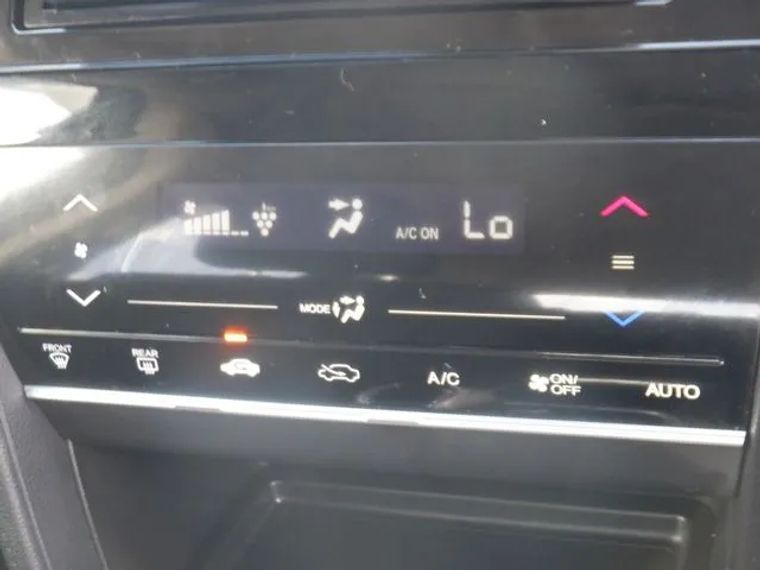 A/C ON Lo
MODE
FRONT REAR A/C ON/OFF AUTO